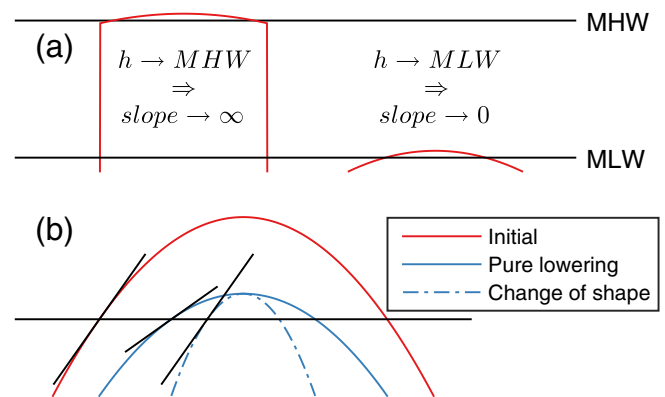 (a)
MHW
h → MHW
⇒
slope → ∞
h → MLW
⇒
slope → 0
MLW
(b)
Initial
Pure lowering
Change of shape